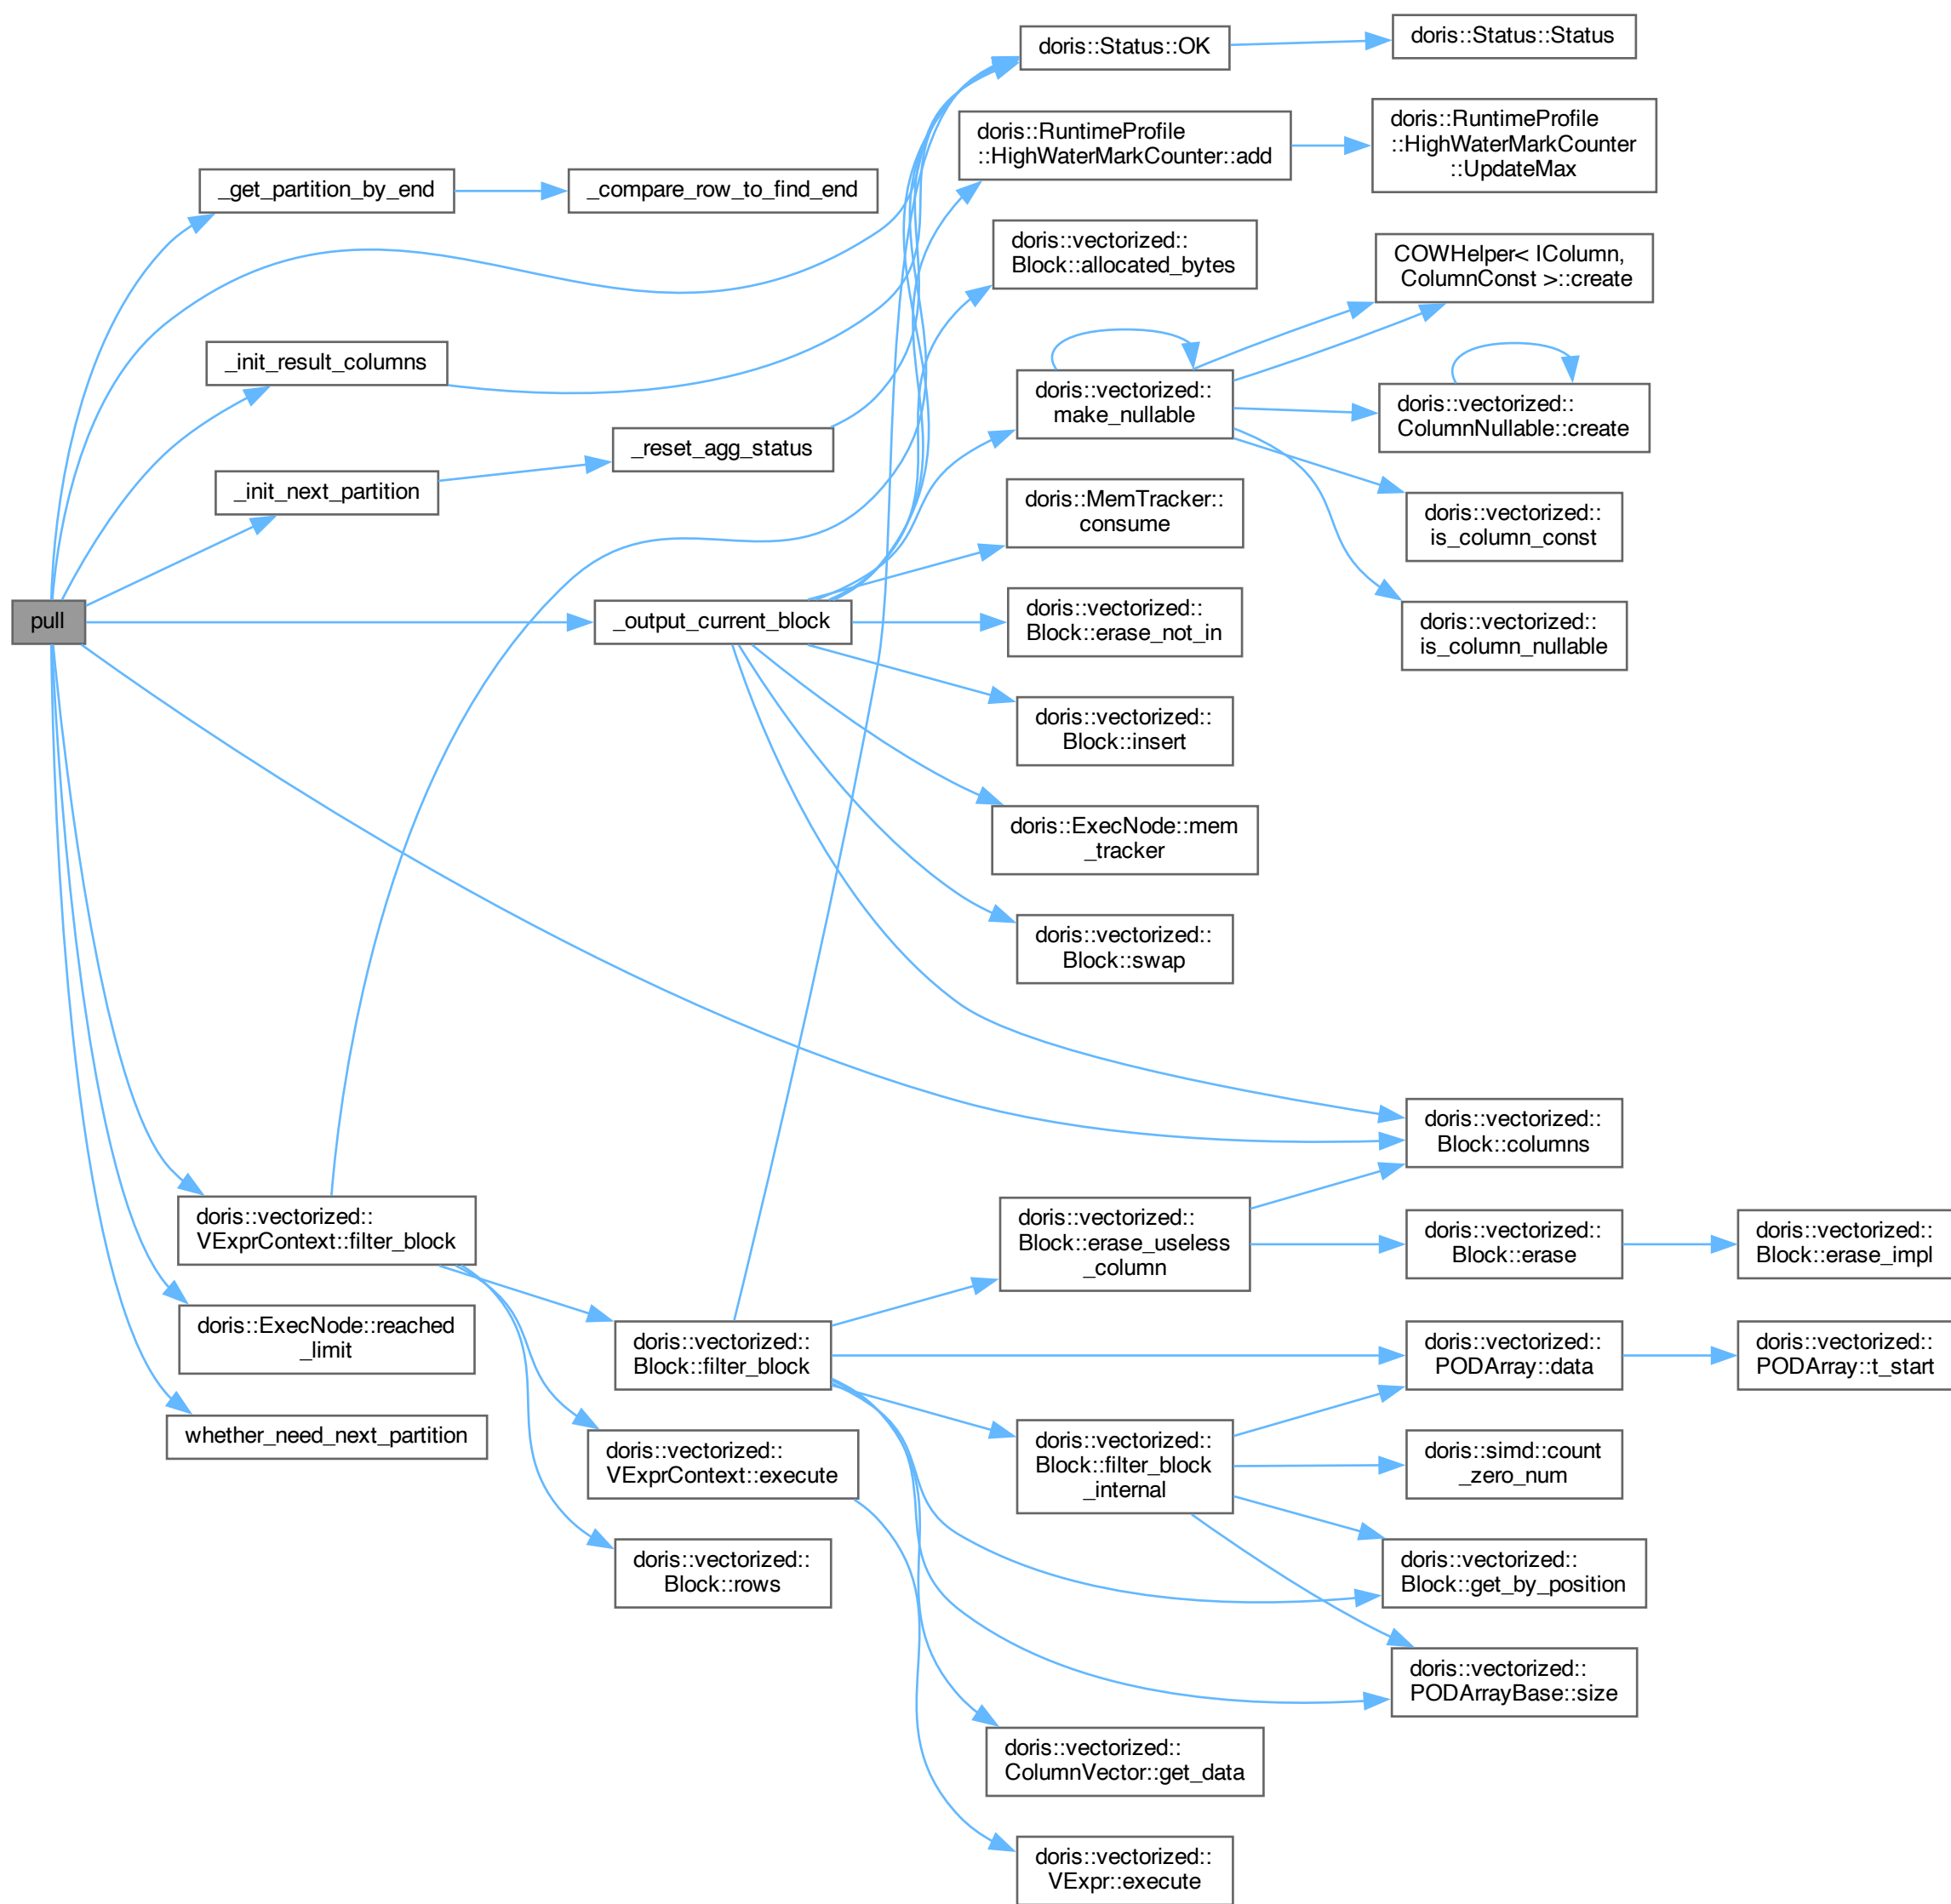 pull
_get_partition_by_end
_compare_row_to_find_end
_init_result_columns
_init_next_partition
_reset_agg_status
_output_current_block
doris::vectorized::
VExprContext::filter_block
doris::ExecNode::reached
_limit
whether_need_next_partition
doris::vectorized::
Block::filter_block
doris::vectorized::
VExprContext::execute
doris::vectorized::
Block::rows
doris::Status::OK
doris::Status::Status
doris::RuntimeProfile
::HighWaterMarkCounter::add
doris::RuntimeProfile
::HighWaterMarkCounter
::UpdateMax
doris::vectorized::
Block::allocated_bytes
doris::vectorized::
make_nullable
COWHelper< IColumn,
ColumnConst >::create
doris::vectorized::
ColumnNullable::create
doris::vectorized::
is_column_const
doris::vectorized::
is_column_nullable
doris::MemTracker::
consume
doris::vectorized::
Block::erase_not_in
doris::vectorized::
Block::insert
doris::ExecNode::mem
_tracker
doris::vectorized::
Block::swap
doris::vectorized::
Block::columns
doris::vectorized::
Block::erase_useless
_column
doris::vectorized::
Block::erase
doris::vectorized::
Block::erase_impl
doris::vectorized::
PODArray::data
doris::vectorized::
PODArray::t_start
doris::vectorized::
Block::filter_block
_internal
doris::simd::count
_zero_num
doris::vectorized::
Block::get_by_position
doris::vectorized::
PODArrayBase::size
doris::vectorized::
ColumnVector::get_data
doris::vectorized::
VExpr::execute